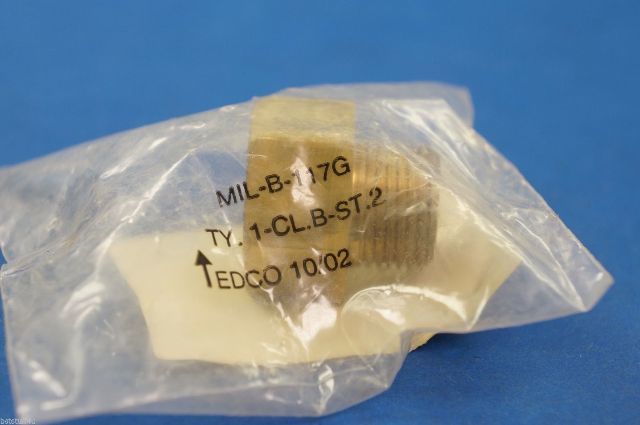 MIL-B-117G
TY. 1-CL.B-ST.2
EDCO 10/02